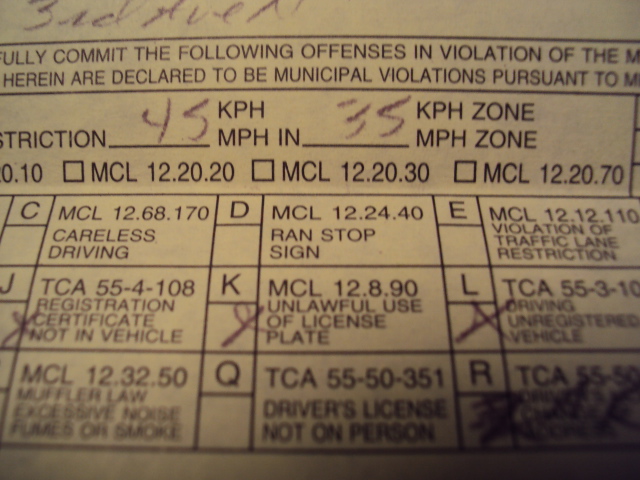 3rd Ave N
FULLY COMMIT THE FOLLOWING OFFENSES IN VIOLATION OF THE M
HEREIN ARE DECLARED TO BE MUNICIPAL VIOLATIONS PURSUANT TO M
KPH KPH ZONE
STRICTION 45 MPH IN 35 MPH ZONE
20.10 MCL 12.20.20 MCL 12.20.30 MCL 12.20.70
C MCL 12.68.170 D MCL 12.24.40 E MCL 12.12.110
CARELESS RAN STOP VIOLATION OF
DRIVING SIGN TRAFFIC LANE
RESTRICTION
J TCA 55-4-108 K MCL 12.8.90 L TCA 55-3-10
REGISTRATION UNLAWFUL USE DRIVING
X CERTIFICATE X OF LICENSE X UNREGISTERED
NOT IN VEHICLE PLATE VEHICLE
MCL 12.32.50 Q TCA 55-50-351 R TCA 55-50
MUFFLER LAW
EXCESSIVE NOISE DRIVER'S LICENSE
FUMES OR SMOKE NOT ON PERSON